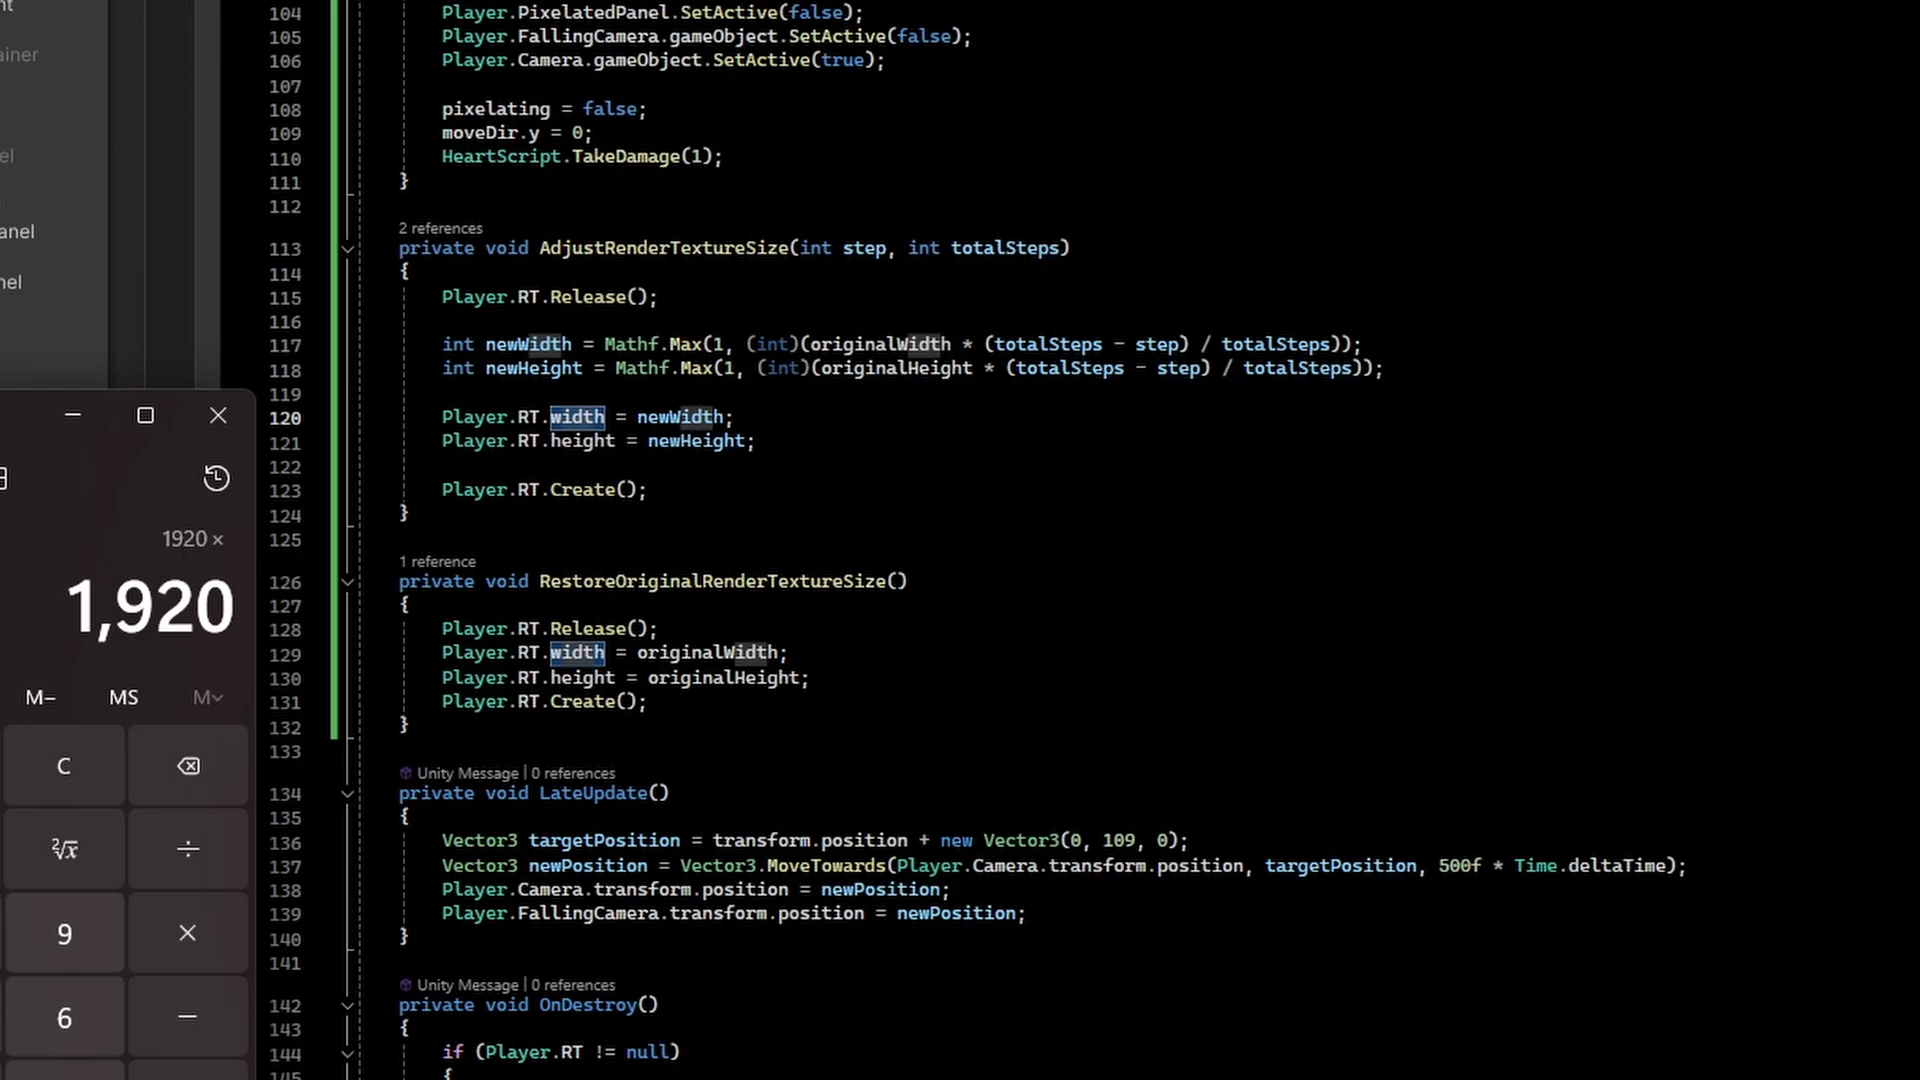 nt
ainer
el
anel
nel
104 Player.PixelatedPanel.SetActive(false);
105 Player.FallingCamera.gameObject.SetActive(false);
106 Player.Camera.gameObject.SetActive(true);
107
108 pixelating = false;
109 moveDir.y = 0;
110 HeartScript.TakeDamage(1);
111 }
112
2 references
113 private void AdjustRenderTextureSize(int step, int totalSteps)
114 {
115 Player.RT.Release();
116
117 int newWidth = Mathf.Max(1, (int)(originalWidth * (totalSteps - step) / totalSteps));
118 int newHeight = Mathf.Max(1, (int)(originalHeight * (totalSteps - step) / totalSteps));
119
120 Player.RT.width = newWidth;
121 Player.RT.height = newHeight;
122
123 Player.RT.Create();
124 }
125
1 reference
126 private void RestoreOriginalRenderTextureSize()
127 {
128 Player.RT.Release();
129 Player.RT.width = originalWidth;
130 Player.RT.height = originalHeight;
131 Player.RT.Create();
132 }
133
Unity Message | 0 references
134 private void LateUpdate()
135 {
136 Vector3 targetPosition = transform.position + new Vector3(0, 109, 0);
137 Vector3 newPosition = Vector3.MoveTowards(Player.Camera.transform.position, targetPosition, 500f * Time.deltaTime);
138 Player.Camera.transform.position = newPosition;
139 Player.FallingCamera.transform.position = newPosition;
140 }
141
Unity Message | 0 references
142 private void OnDestroy()
143 {
144 if (Player.RT != null)
145 {
1920 ×
1,920
M− MS M
C
²√x ÷
9 ×
6 −